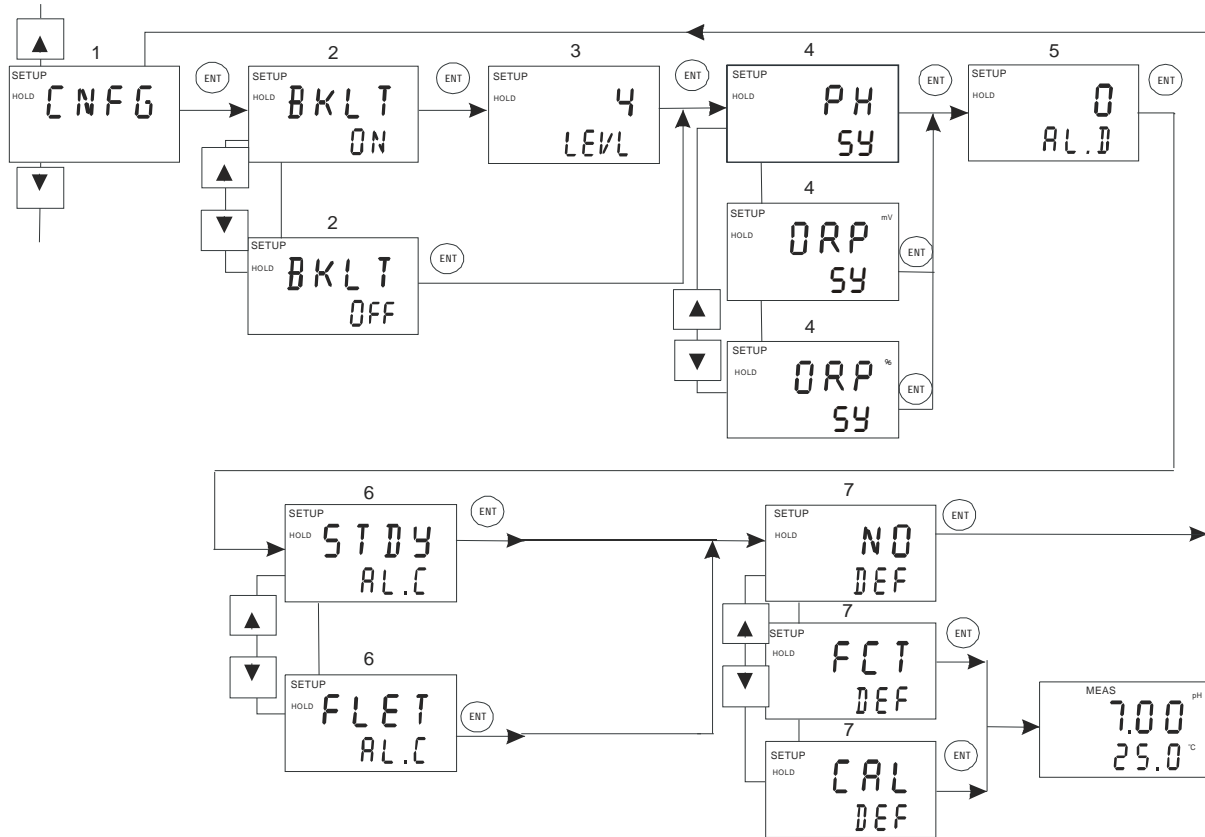 1
SETUP
HOLD
CNFG
ENT
2
SETUP
HOLD
BKLT
ON
ENT
3
SETUP
HOLD
4
LEVL
ENT
4
SETUP
HOLD
PH
SY
ENT
5
SETUP
HOLD
0
AL.D
ENT
2
SETUP
HOLD
BKLT
OFF
ENT
4
SETUP
HOLD
ORP
mV
SY
ENT
4
SETUP
HOLD
ORP
%
SY
ENT
6
SETUP
HOLD
STDY
AL.C
ENT
7
SETUP
HOLD
NO
DEF
ENT
6
SETUP
HOLD
FLET
AL.C
ENT
7
SETUP
HOLD
FCT
DEF
ENT
7
SETUP
HOLD
CAL
DEF
ENT
MEAS
pH
7.00
25.0 °C